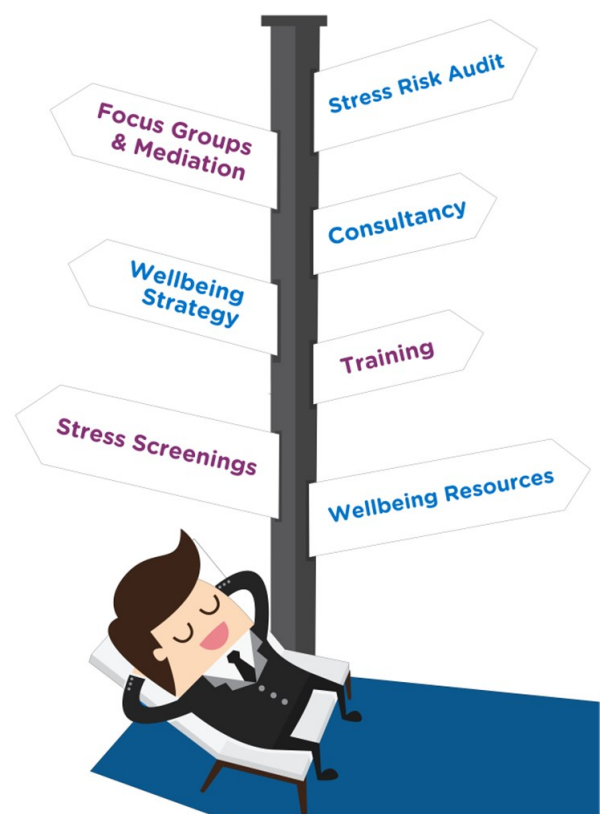 Stress Risk Audit
Focus Groups
& Mediation
Consultancy
Wellbeing
Strategy
Training
Stress Screenings
Wellbeing Resources